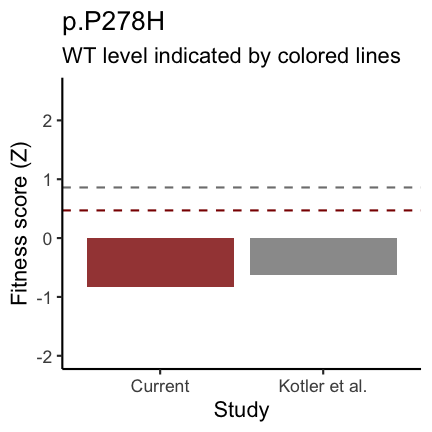 p.P278H
WT level indicated by colored lines
Fitness score (Z)
2
1
0
-1
-2
Current
Kotler et al.
Study